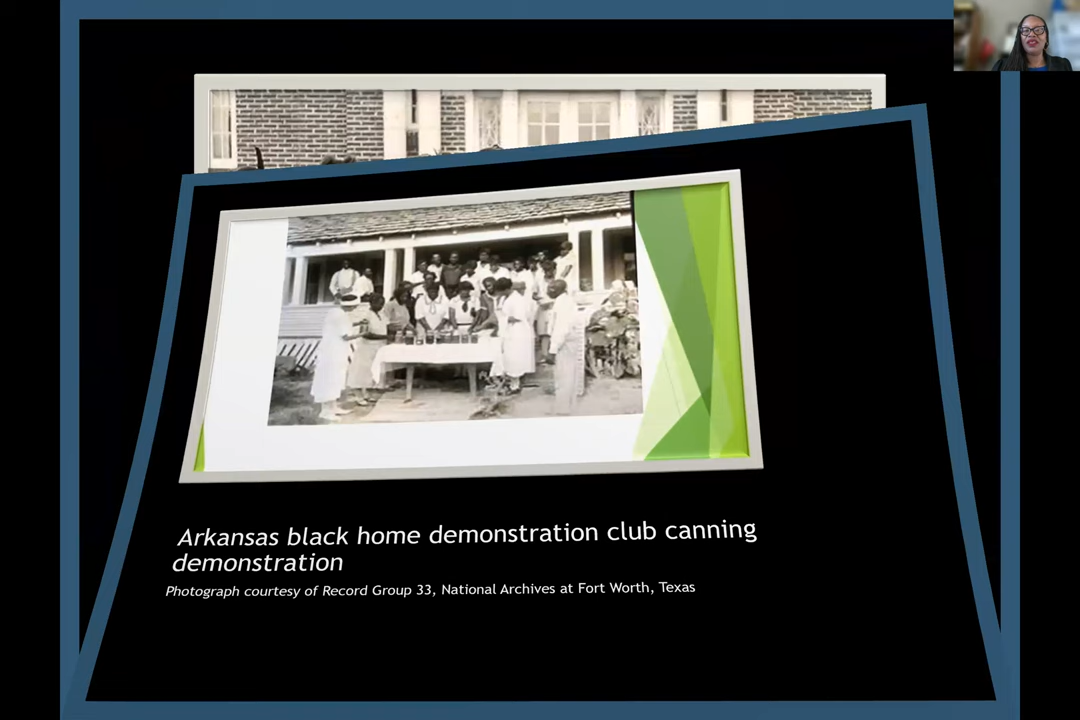 Arkansas black home demonstration club canning
demonstration
Photograph courtesy of Record Group 33, National Archives at Fort Worth, Texas